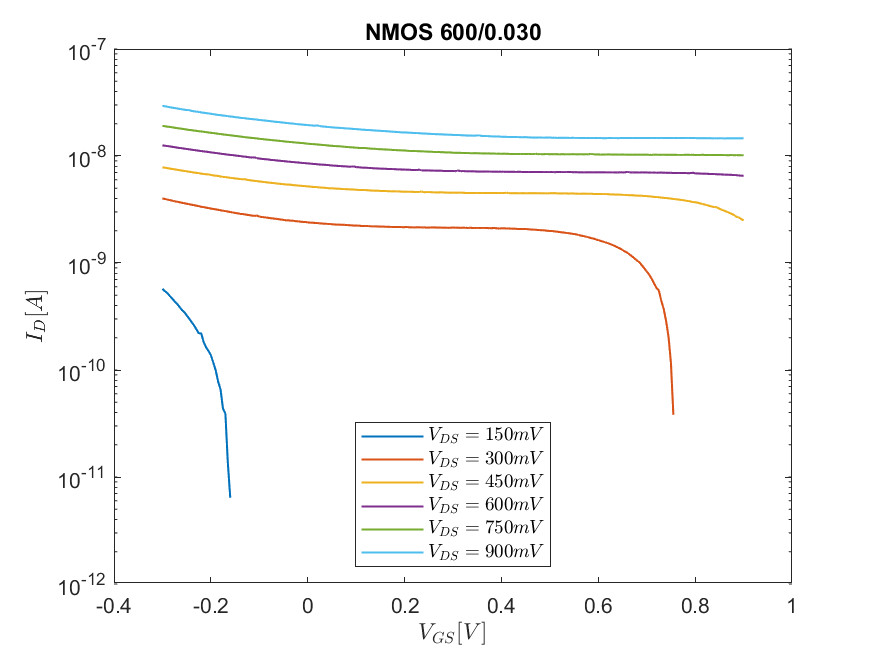 NMOS 600/0.030
10^-7
10^-8
10^-9
10^-10
10^-11
10^-12
I_D[A]
V_DS = 150mV
V_DS = 300mV
V_DS = 450mV
V_DS = 600mV
V_DS = 750mV
V_DS = 900mV
-0.4 -0.2 0 0.2 0.4 0.6 0.8 1
V_GS[V]